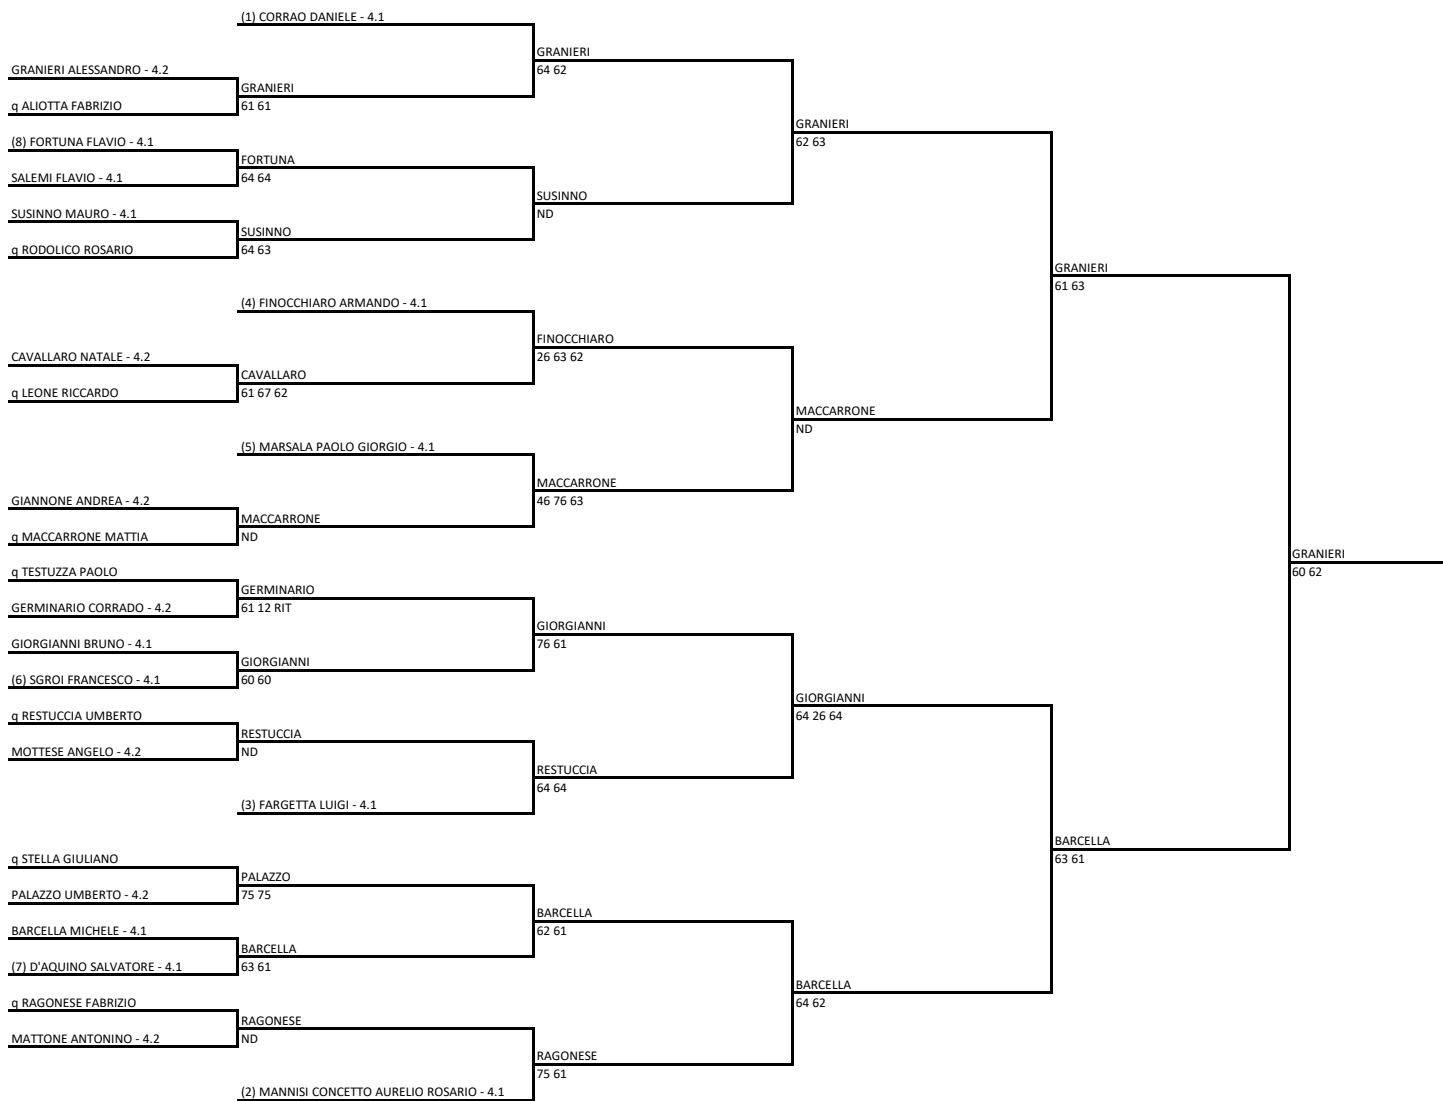 (1) CORRAO DANIELE - 4.1
GRANIERI
64 62
GRANIERI ALESSANDRO - 4.2
GRANIERI
61 61
q ALIOTTA FABRIZIO
GRANIERI
62 63
(8) FORTUNA FLAVIO - 4.1
FORTUNA
64 64
SALEMI FLAVIO - 4.1
SUSINNO
ND
SUSINNO MAURO - 4.1
SUSINNO
64 63
q RODOLICO ROSARIO
GRANIERI
61 63
(4) FINOCCHIARO ARMANDO - 4.1
FINOCCHIARO
26 63 62
CAVALLARO NATALE - 4.2
CAVALLARO
61 67 62
q LEONE RICCARDO
MACCARRONE
ND
(5) MARSALA PAOLO GIORGIO - 4.1
MACCARRONE
46 76 63
GIANNONE ANDREA - 4.2
MACCARRONE
ND
q MACCARRONE MATTIA
GRANIERI
60 62
q TESTUZZA PAOLO
GERMINARIO
61 12 RIT
GERMINARIO CORRADO - 4.2
GIORGIANNI
76 61
GIORGIANNI BRUNO - 4.1
GIORGIANNI
60 60
(6) SGROI FRANCESCO - 4.1
GIORGIANNI
64 26 64
q RESTUCCIA UMBERTO
RESTUCCIA
ND
MOTTESE ANGELO - 4.2
RESTUCCIA
64 64
(3) FARGETTA LUIGI - 4.1
BARCELLA
63 61
q STELLA GIULIANO
PALAZZO
75 75
PALAZZO UMBERTO - 4.2
BARCELLA
62 61
BARCELLA MICHELE - 4.1
BARCELLA
63 61
(7) D'AQUINO SALVATORE - 4.1
BARCELLA
64 62
q RAGONESE FABRIZIO
RAGONESE
ND
MATTONE ANTONINO - 4.2
RAGONESE
75 61
(2) MANNISI CONCETTO AURELIO ROSARIO - 4.1